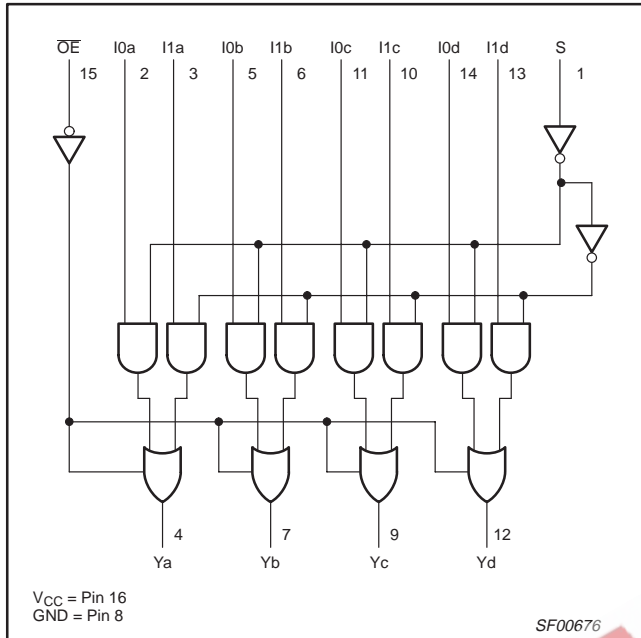 OE I0a I1a I0b I1b I0c I1c I0d I1d S
15 2 3 5 6 11 10 14 13 1
4 7 9 12
Ya Yb Yc Yd
VCC = Pin 16
GND = Pin 8
SF00676